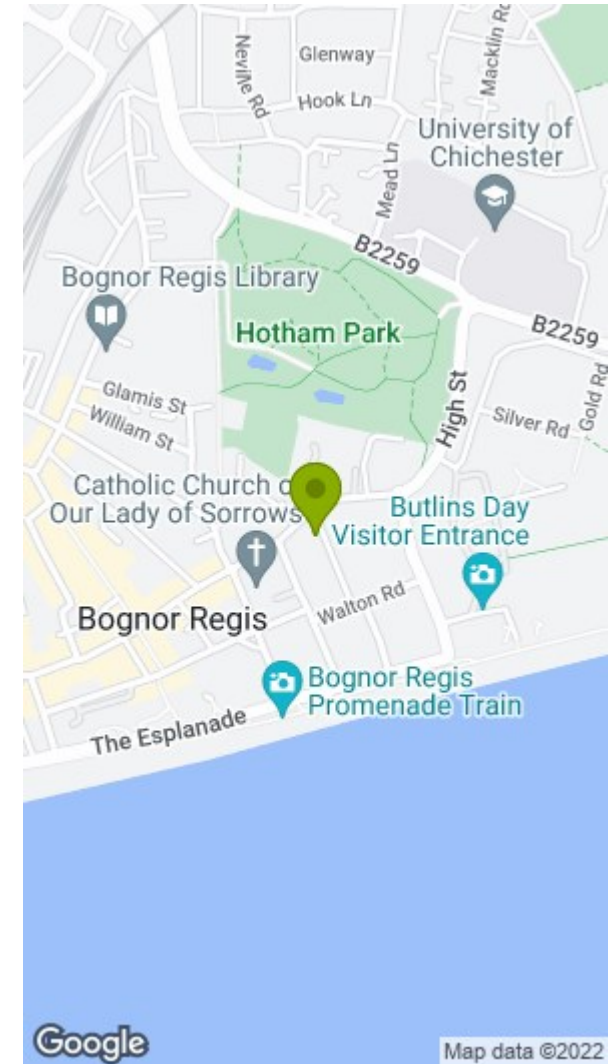 Neville Rd
Glenway
Macklin Rd
Hook Ln
University of
Chichester
Mead Ln
B2259
Bognor Regis Library
B2259
Hotham Park
Gold Rd
Glamis St
High St
Silver Rd
William St
Catholic Church o
Our Lady of Sorrows
Butlins Day
Visitor Entrance
Walton Rd
Bognor Regis
Bognor Regis
Promenade Train
The Esplanade
Google
Map data ©2022